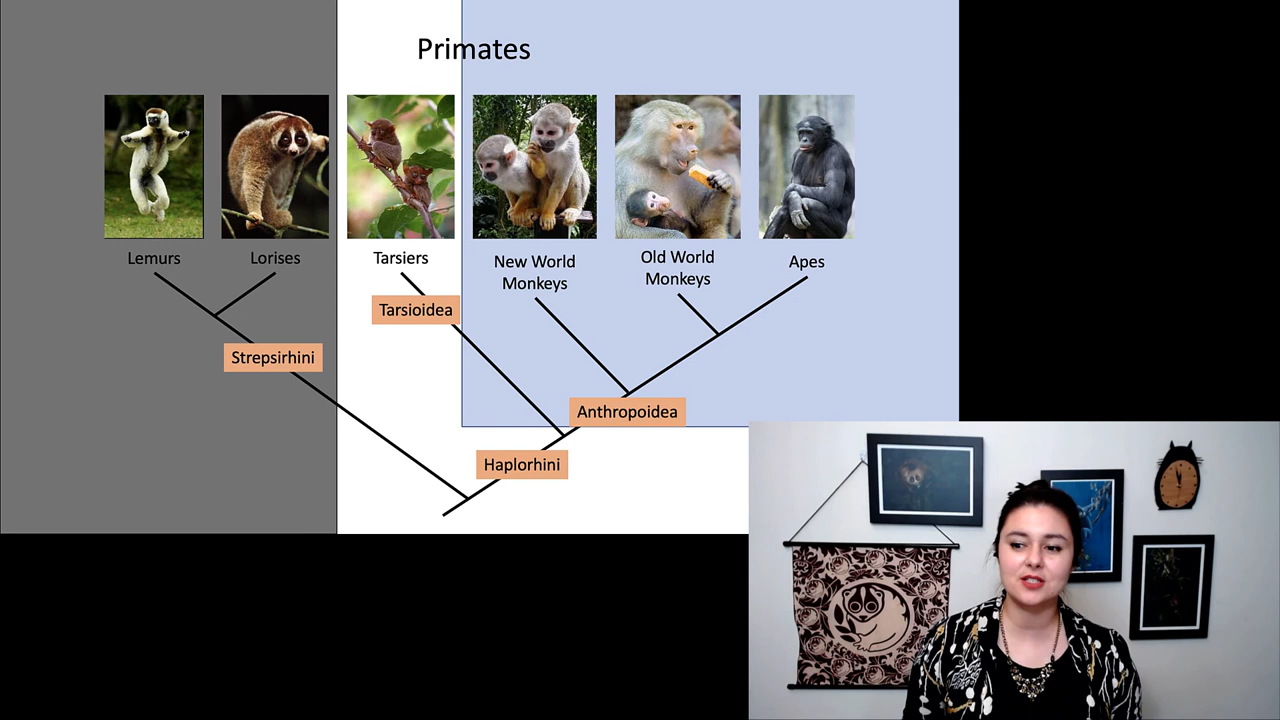 Primates
Lemurs
Lorises
Tarsiers
New World
Monkeys
Old World
Monkeys
Apes
Tarsioidea
Strepsirhini
Anthropoidea
Haplorhini